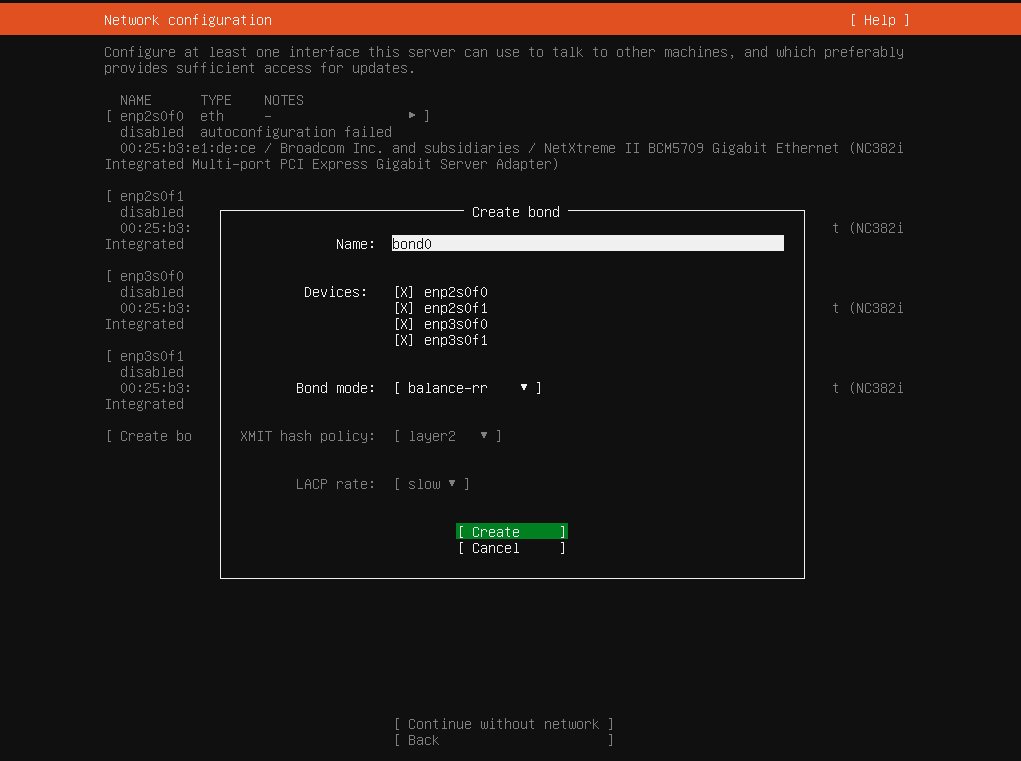 Network configuration [ Help ]
Configure at least one interface this server can use to talk to other machines, and which preferably
provides sufficient access for updates.
NAME TYPE NOTES
[ enp2s0f0 eth – ▸ ]
disabled autoconfiguration failed
00:25:b3:e1:de:ce / Broadcom Inc. and subsidiaries / NetXtreme II BCM5709 Gigabit Ethernet (NC382i
Integrated Multi-port PCI Express Gigabit Server Adapter)
[ enp2s0f1
disabled
00:25:b3: t (NC382i
Integrated
[ enp3s0f0
disabled
00:25:b3: t (NC382i
Integrated
[ enp3s0f1
disabled
00:25:b3: t (NC382i
Integrated
[ Create bo
Create bond
Name: bond0
Devices: [X] enp2s0f0
[X] enp2s0f1
[X] enp3s0f0
[X] enp3s0f1
Bond mode: [ balance-rr ▾ ]
XMIT hash policy: [ layer2 ▾ ]
LACP rate: [ slow ▾ ]
[ Create ]
[ Cancel ]
[ Continue without network ]
[ Back ]